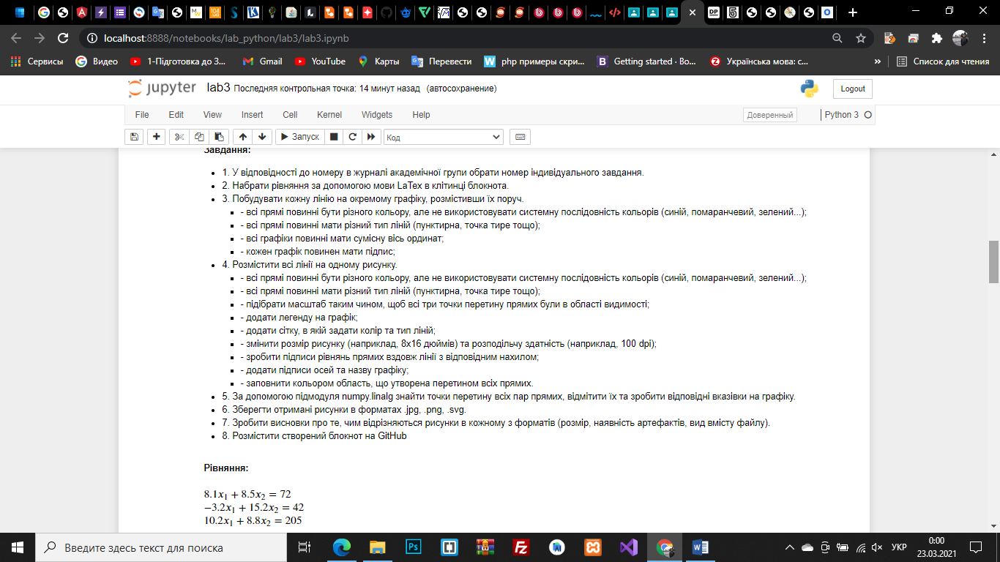 localhost:8888/notebooks/lab_python/lab3/lab3.ipynb
Сервисы Видео 1-Підготовка до З... Gmail YouTube Карты Перевести php примеры скри... Getting started · Bo... Українська мова: с... » Список для чтения
jupyter lab3 Последняя контрольная точка: 14 минут назад (автосохранение) Logout
File Edit View Insert Cell Kernel Widgets Help Доверенный Python 3
Запуск Код
Завдання:
1. У відповідності до номеру в журналі академічної групи обрати номер індивідуального завдання.
2. Набрати рівняння за допомогою мови LaTex в клітинці блокнота.
3. Побудувати кожну лінію на окремому графіку, розмістивши їх поруч.
- всі прямі повинні бути різного кольору, але не використовувати системну послідовність кольорів (синій, помаранчевий, зелений...);
- всі прямі повинні мати різний тип ліній (пунктирна, точка тире тощо);
- всі графіки повинні мати сумісну вісь ординат;
- кожен графік повинен мати підпис;
4. Розмістити всі лінії на одному рисунку.
- всі прямі повинні бути різного кольору, але не використовувати системну послідовність кольорів (синій, помаранчевий, зелений...);
- всі прямі повинні мати різний тип ліній (пунктирна, точка тире тощо);
- підібрати масштаб таким чином, щоб всі три точки перетину прямих були в області видимості;
- додати легенду на графік;
- додати сітку, в якій задати колір та тип ліній;
- змінити розмір рисунку (наприклад, 8х16 дюймів) та розподільчу здатність (наприклад, 100 dpi);
- зробити підписи рівнянь прямих вздовж лінії з відповідним нахилом;
- додати підписи осей та назву графіку;
- заповнити кольором область, що утворена перетином всіх прямих.
5. За допомогою підмодуля numpy.linalg знайти точки перетину всіх пар прямих, відмітити їх та зробити відповідні вказівки на графіку.
6. Зберегти отримані рисунки в форматах .jpg, .png, .svg.
7. Зробити висновки про те, чим відрізняються рисунки в кожному з форматів (розмір, наявність артефактів, вид вмісту файлу).
8. Розмістити створений блокнот на GitHub
Рівняння:
8.1x₁ + 8.5x₂ = 72
−3.2x₁ + 15.2x₂ = 42
10.2x₁ + 8.8x₂ = 205
Введите здесь текст для поиска
УКР
0:00
23.03.2021